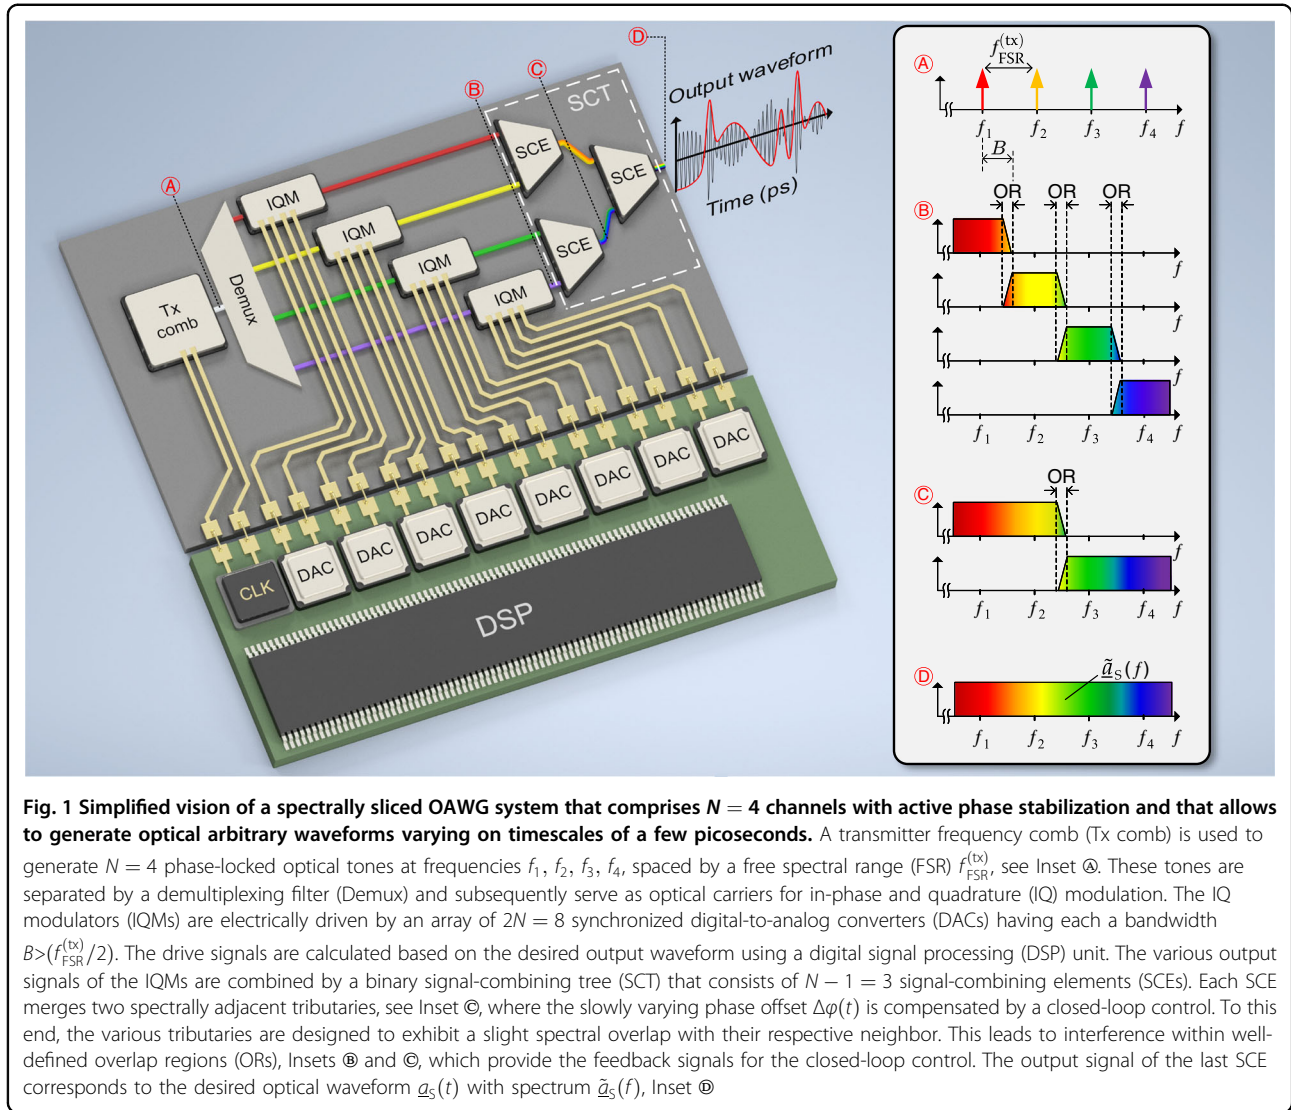 Ⓓ
Ⓒ
Output waveform
SCT
Ⓑ
SCE
SCE
Time (ps)
Ⓐ
IQM
IQM
SCE
IQM
IQM
Demux
Tx
comb
DAC
DAC
DAC
DAC
DAC
DAC
DAC
DAC
CLK
DSP
Ⓐ
f_FSR^(tx)
f₁ f₂ f₃ f₄ f
B
OR OR OR
Ⓑ
f
f
f
f₁ f₂ f₃ f₄ f
OR
Ⓒ
f
f₁ f₂ f₃ f₄ f
Ⓓ
ã̲_S(f)
f₁ f₂ f₃ f₄ f
Fig. 1 Simplified vision of a spectrally sliced OAWG system that comprises N = 4 channels with active phase stabilization and that allows
to generate optical arbitrary waveforms varying on timescales of a few picoseconds. A transmitter frequency comb (Tx comb) is used to
generate N = 4 phase-locked optical tones at frequencies f₁, f₂, f₃, f₄, spaced by a free spectral range (FSR) f_FSR^(tx), see Inset Ⓐ. These tones are
separated by a demultiplexing filter (Demux) and subsequently serve as optical carriers for in-phase and quadrature (IQ) modulation. The IQ
modulators (IQMs) are electrically driven by an array of 2N = 8 synchronized digital-to-analog converters (DACs) having each a bandwidth
B>(f_FSR^(tx)/2). The drive signals are calculated based on the desired output waveform using a digital signal processing (DSP) unit. The various output
signals of the IQMs are combined by a binary signal-combining tree (SCT) that consists of N − 1 = 3 signal-combining elements (SCEs). Each SCE
merges two spectrally adjacent tributaries, see Inset Ⓒ, where the slowly varying phase offset Δφ(t) is compensated by a closed-loop control. To this
end, the various tributaries are designed to exhibit a slight spectral overlap with their respective neighbor. This leads to interference within well-
defined overlap regions (ORs), Insets Ⓑ and Ⓒ, which provide the feedback signals for the closed-loop control. The output signal of the last SCE
corresponds to the desired optical waveform a̲_S(t) with spectrum ã̲_S(f), Inset Ⓓ